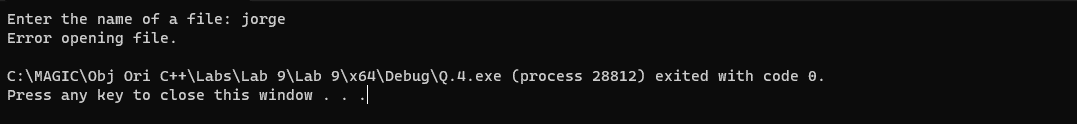 Enter the name of a file: jorge
Error opening file.
C:\MAGIC\Obj Ori C++\Labs\Lab 9\Lab 9\x64\Debug\Q.4.exe (process 28812) exited with code 0.
Press any key to close this window . . .